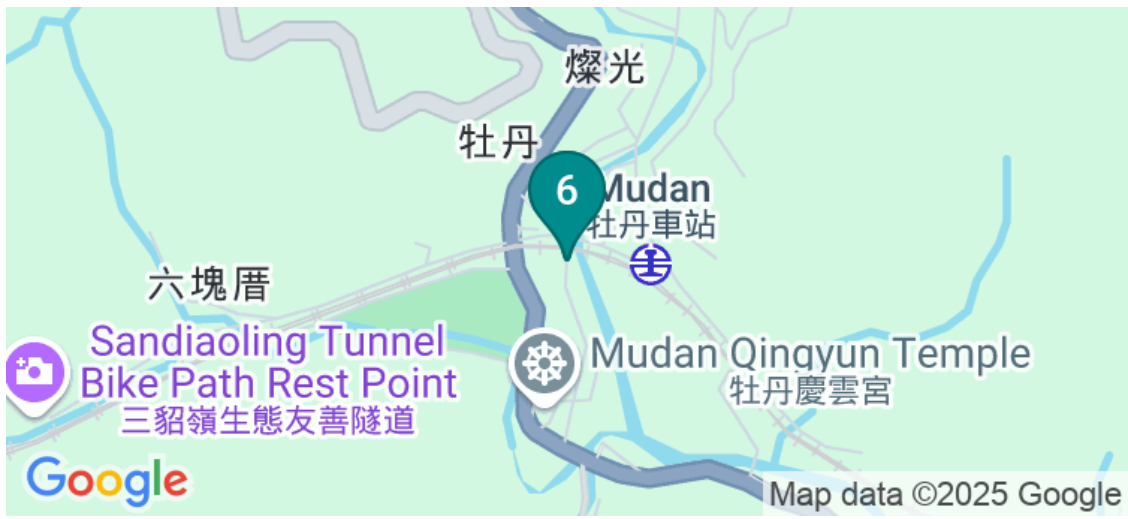 燦光
牡丹
6
Mudan
牡丹車站
六塊厝
Sandiaoling Tunnel
Bike Path Rest Point
三貂嶺生態友善隧道
Mudan Qingyun Temple
牡丹慶雲宮
Google
Map data ©2025 Google